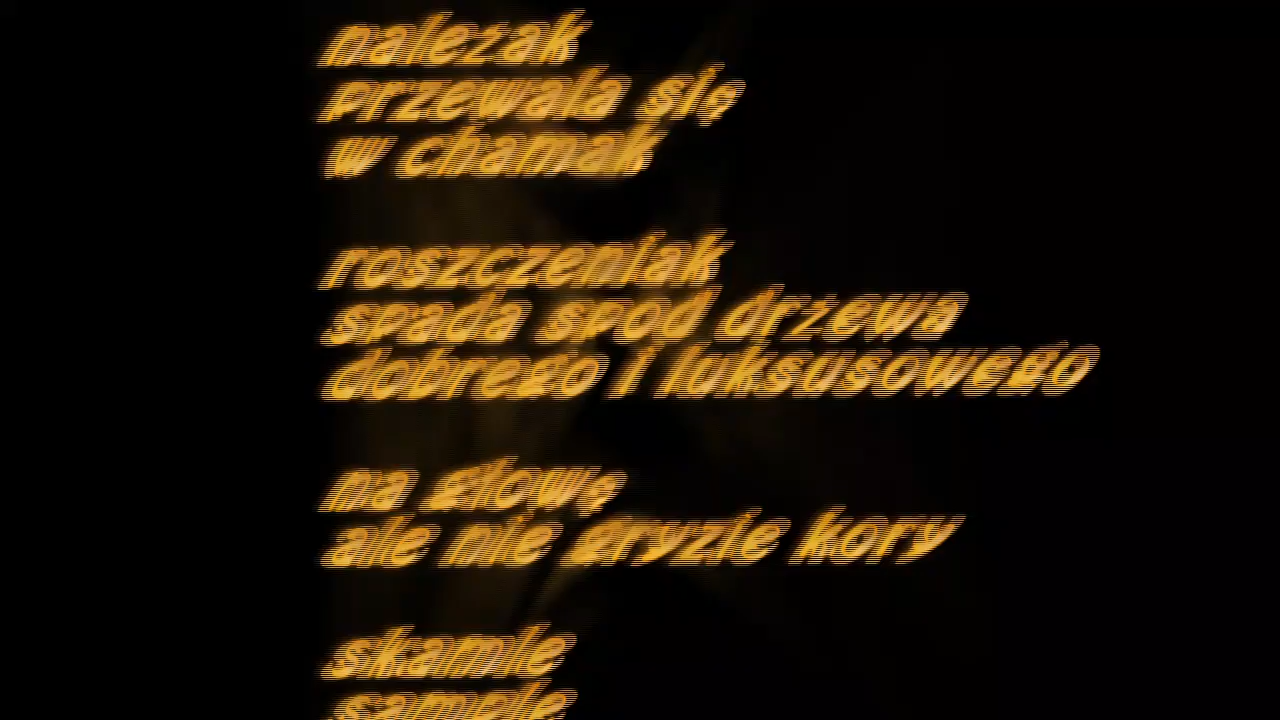 należak
przewala się
w chamak
roszczeniak
spada spod drzewa
dobrego i luksusowego
na głowę
ale nie gryzie kory
skamle